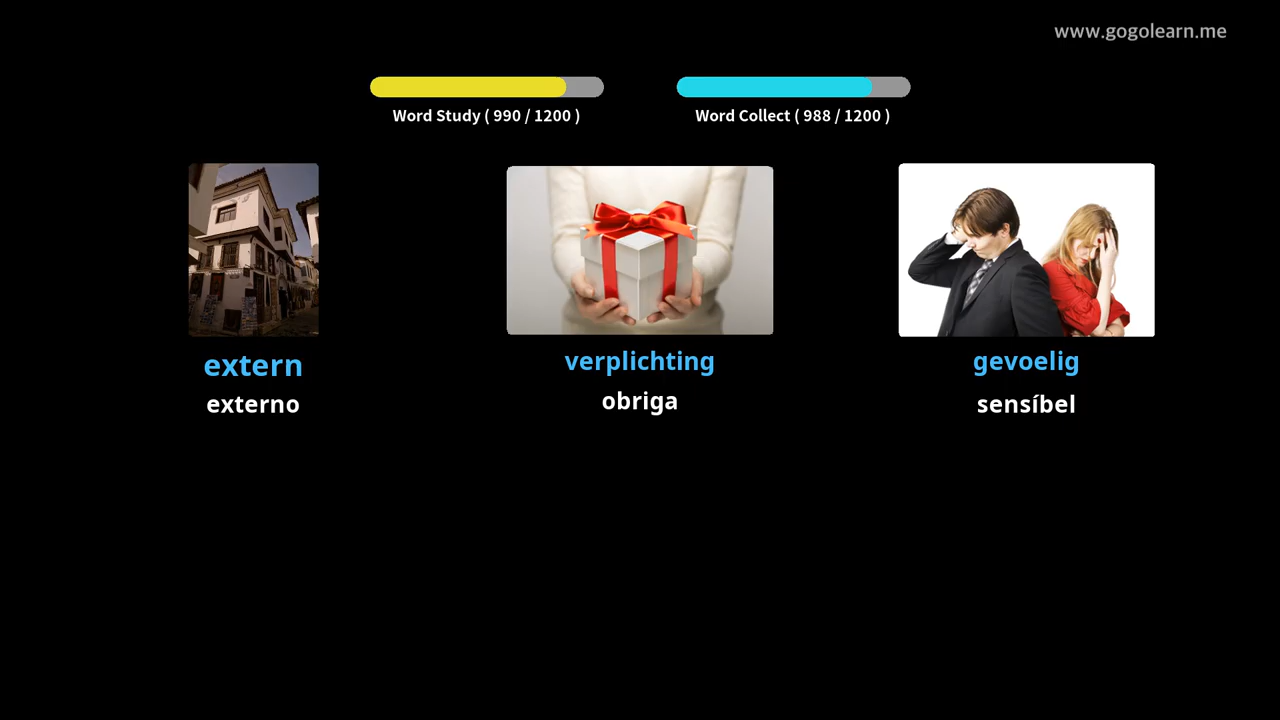 www.gogolearn.me
Word Study ( 990 / 1200 )
Word Collect ( 988 / 1200 )
extern
externo
verplichting
obriga
gevoelig
sensíbel